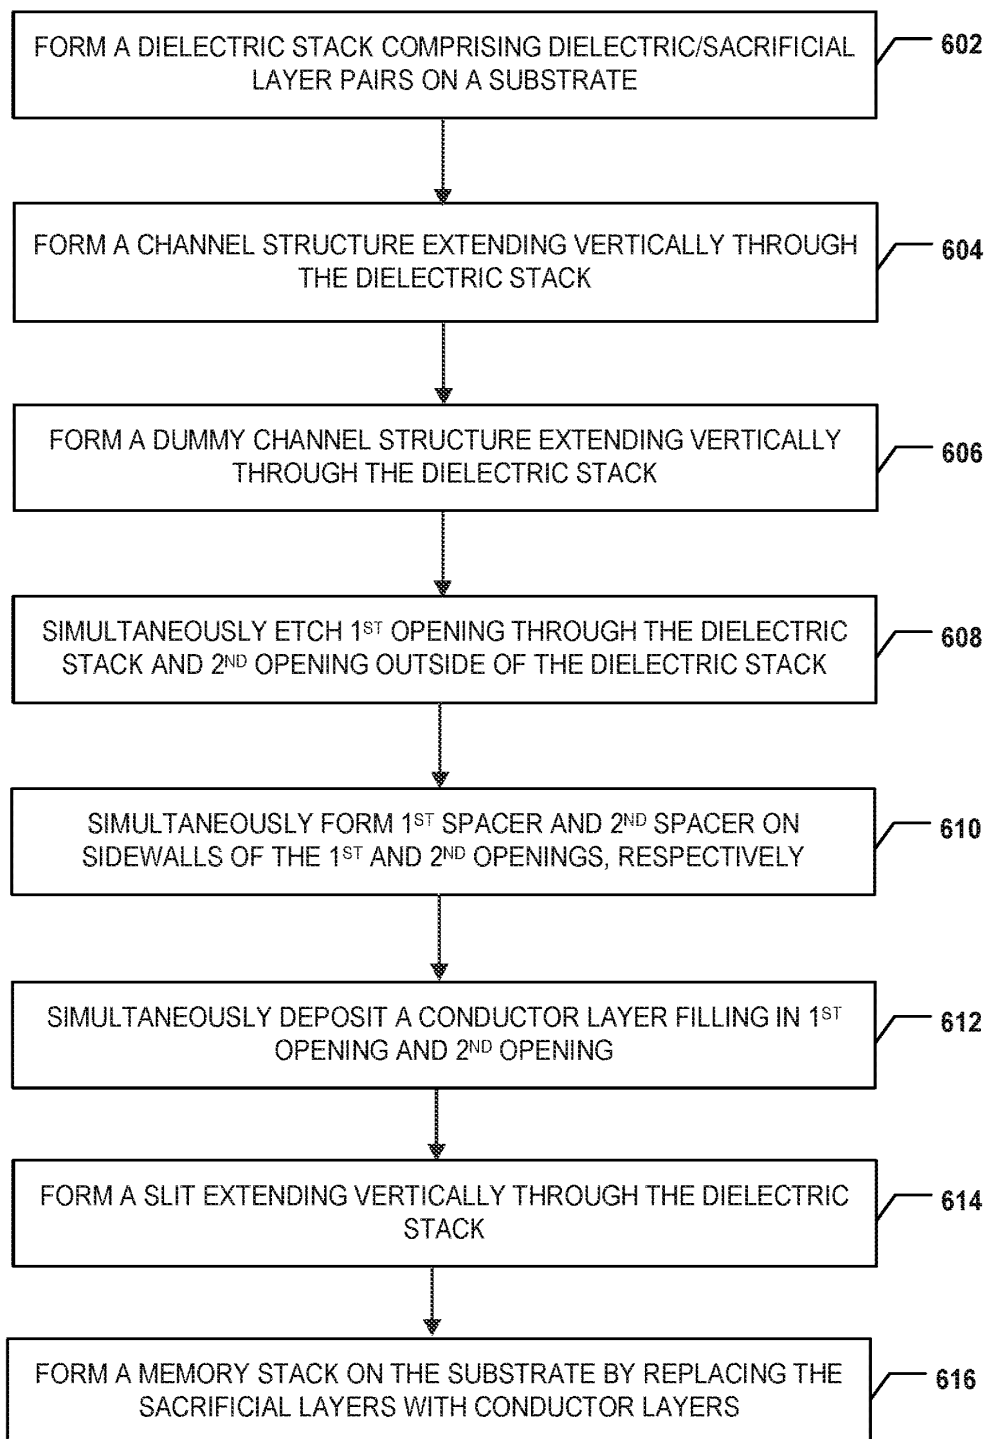 FORM A DIELECTRIC STACK COMPRISING DIELECTRIC/SACRIFICIAL
LAYER PAIRS ON A SUBSTRATE
602
FORM A CHANNEL STRUCTURE EXTENDING VERTICALLY THROUGH
THE DIELECTRIC STACK
604
FORM A DUMMY CHANNEL STRUCTURE EXTENDING VERTICALLY
THROUGH THE DIELECTRIC STACK
606
SIMULTANEOUSLY ETCH 1ST OPENING THROUGH THE DIELECTRIC
STACK AND 2ND OPENING OUTSIDE OF THE DIELECTRIC STACK
608
SIMULTANEOUSLY FORM 1ST SPACER AND 2ND SPACER ON
SIDEWALLS OF THE 1ST AND 2ND OPENINGS, RESPECTIVELY
610
SIMULTANEOUSLY DEPOSIT A CONDUCTOR LAYER FILLING IN 1ST
OPENING AND 2ND OPENING
612
FORM A SLIT EXTENDING VERTICALLY THROUGH THE DIELECTRIC
STACK
614
FORM A MEMORY STACK ON THE SUBSTRATE BY REPLACING THE
SACRIFICIAL LAYERS WITH CONDUCTOR LAYERS
616